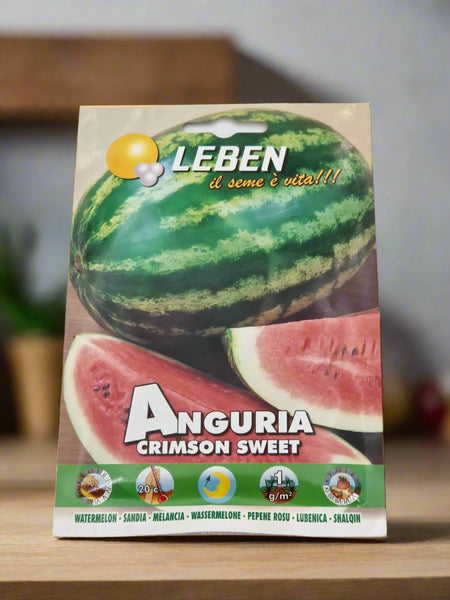 LEBEN
il seme è vita!!!
ANGURIA
CRIMSON SWEET
20 c°
1
g/m²
WATERMELON - SANDIA - MELANCIA - WASSERMELONE - PEPENE ROSU - LUBENICA - SHALQIN